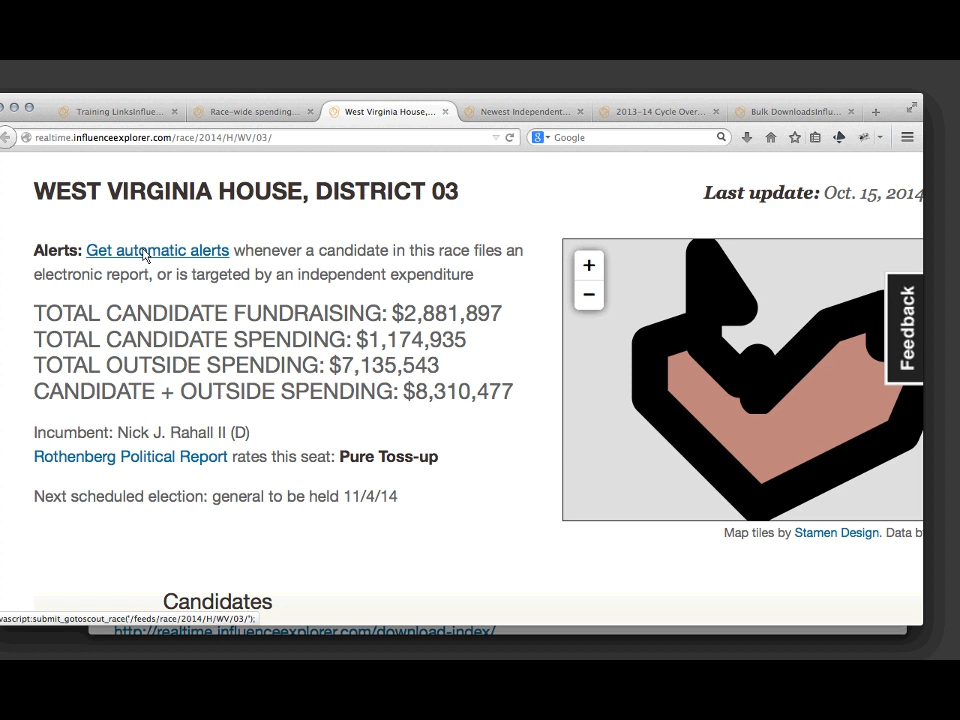 Training LinksInflue... Race-wide spending... West Virginia House,... Newest Independent... 2013-14 Cycle Over... Bulk DownloadsInflu...
realtime.influenceexplorer.com/race/2014/H/WV/03/ Google
WEST VIRGINIA HOUSE, DISTRICT 03
Last update: Oct. 15, 2014
Alerts: Get automatic alerts whenever a candidate in this race files an
electronic report, or is targeted by an independent expenditure
TOTAL CANDIDATE FUNDRAISING: $2,881,897
TOTAL CANDIDATE SPENDING: $1,174,935
TOTAL OUTSIDE SPENDING: $7,135,543
CANDIDATE + OUTSIDE SPENDING: $8,310,477
Incumbent: Nick J. Rahall II (D)
Rothenberg Political Report rates this seat: Pure Toss-up
Next scheduled election: general to be held 11/4/14
+
−
Feedback
Map tiles by Stamen Design. Data b
Candidates
vascript:submit_gotoscout_race('/feeds/race/2014/H/WV/03/');
http://realtime.influenceexplorer.com/download-index/